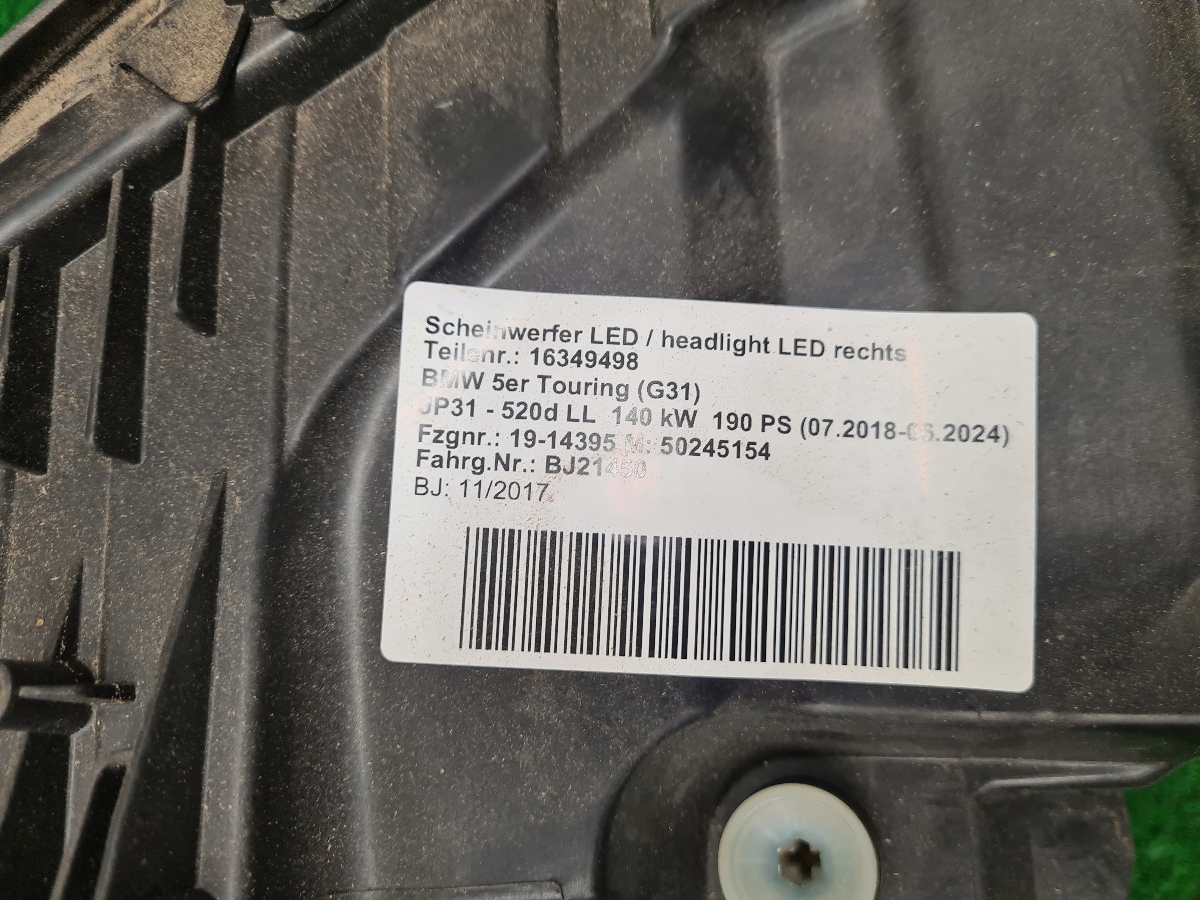 Scheinwerfer LED / headlight LED rechts
Teilenr.: 16349498
BMW 5er Touring (G31)
JP31 - 520d LL 140 kW 190 PS (07.2018-06.2024)
Fzgnr.: 19-14395 M: 50245154
Fahrg.Nr.: BJ21450
BJ: 11/2017